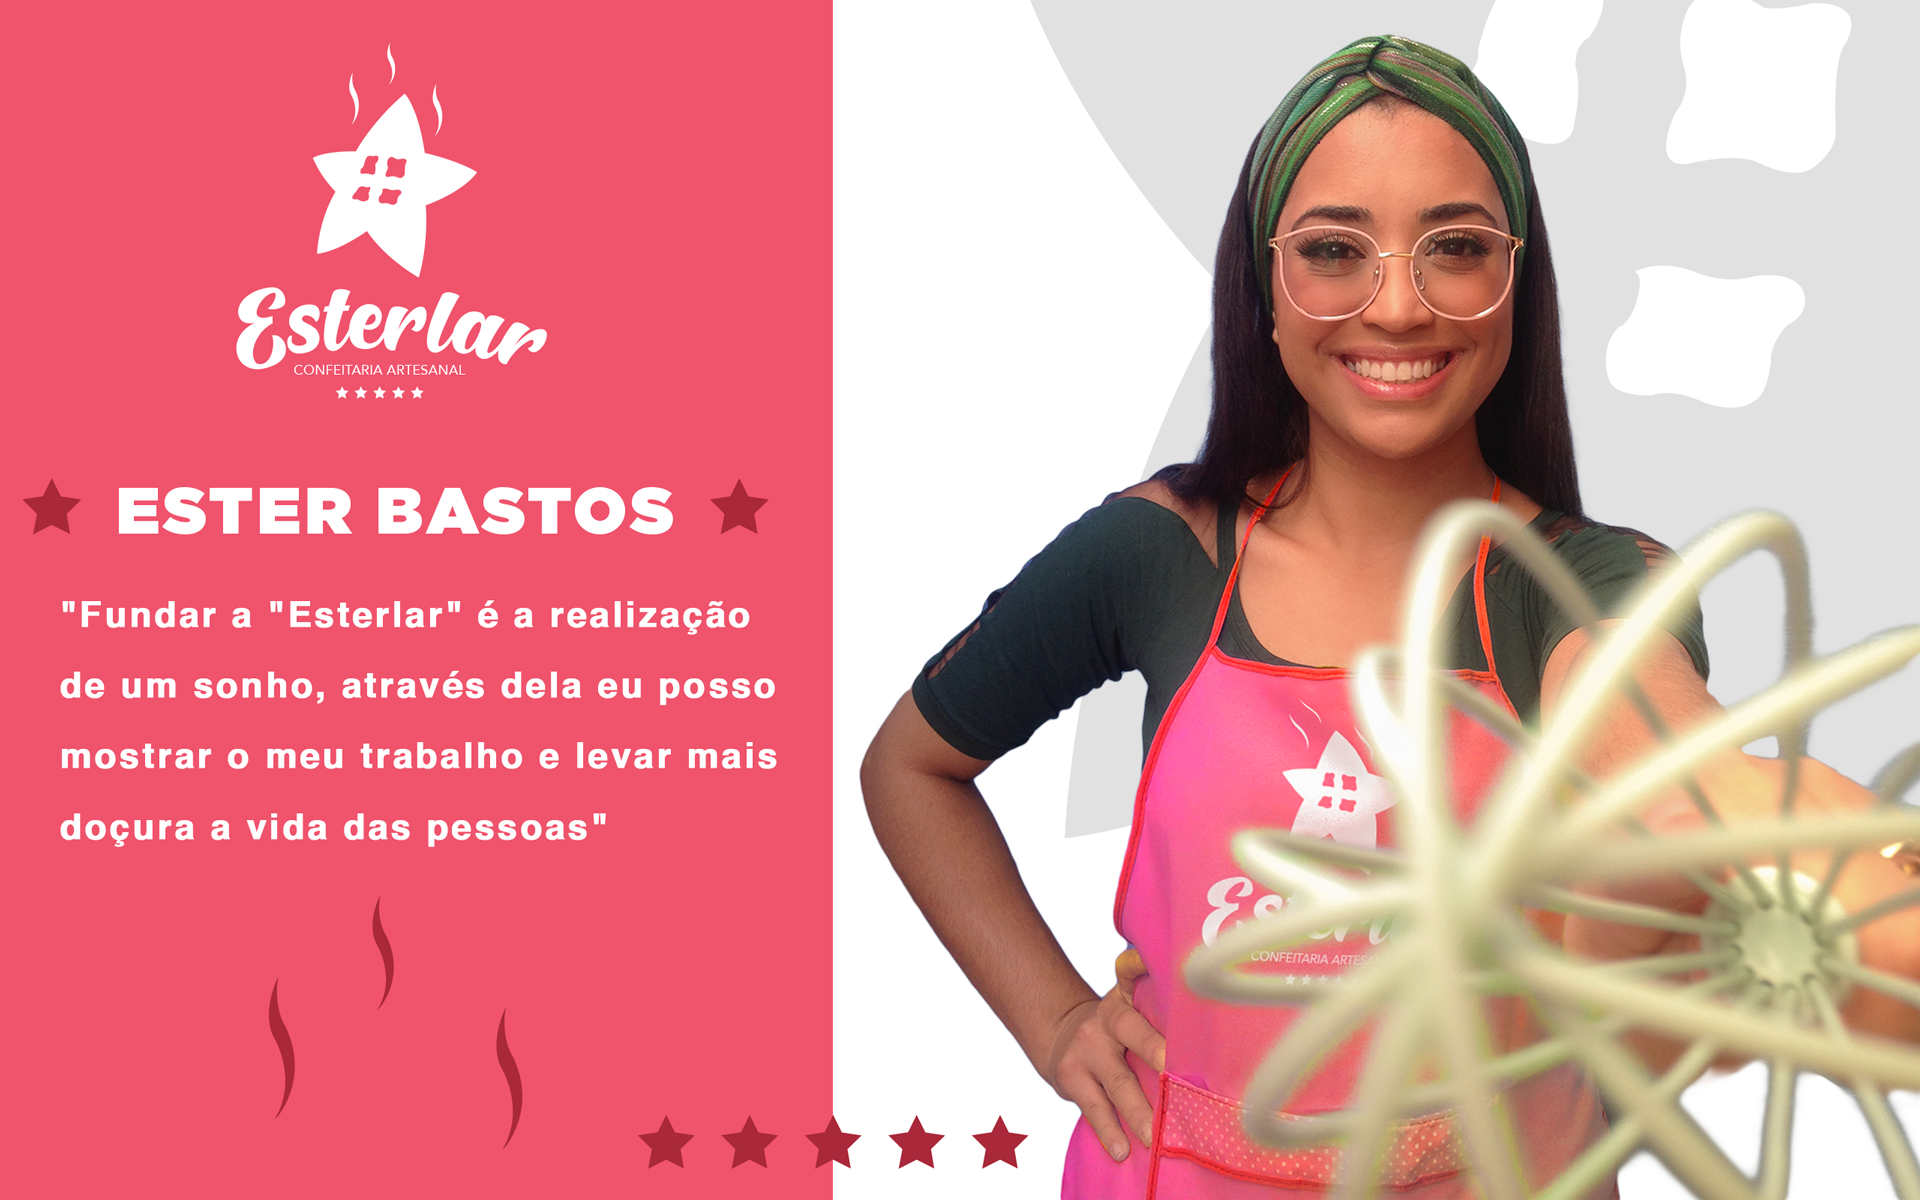 Esterlar
CONFEITARIA ARTESANAL
ESTER BASTOS
"Fundar a "Esterlar" é a realização
de um sonho, através dela eu posso
mostrar o meu trabalho e levar mais
doçura a vida das pessoas"
CONFEITARIA